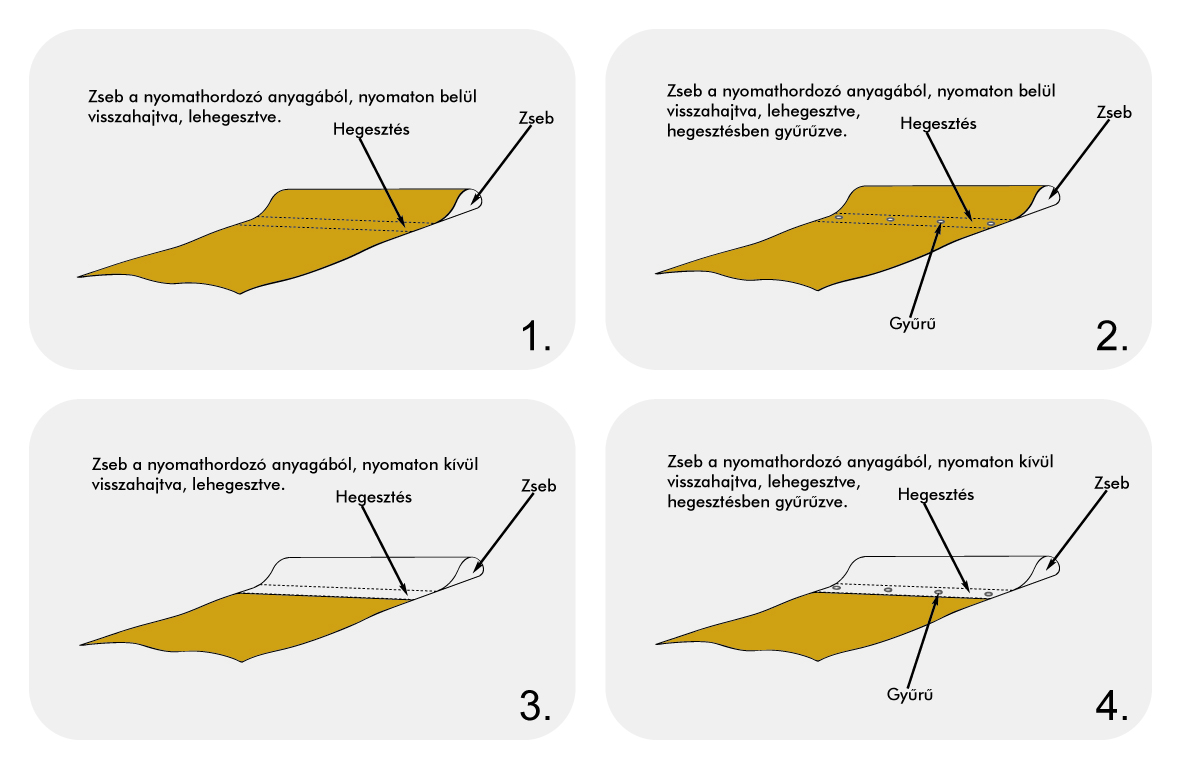 Zseb a nyomathordozó anyagából, nyomaton belül
visszahajtva, lehegesztve.
Hegesztés
Zseb
1.
Zseb a nyomathordozó anyagából, nyomaton belül
visszahajtva, lehegesztve,
hegesztésben gyűrűzve.
Hegesztés
Zseb
Gyűrű
2.
Zseb a nyomathordozó anyagából, nyomaton kívül
visszahajtva, lehegesztve.
Hegesztés
Zseb
3.
Zseb a nyomathordozó anyagából, nyomaton kívül
visszahajtva, lehegesztve,
hegesztésben gyűrűzve.
Hegesztés
Zseb
Gyűrű
4.